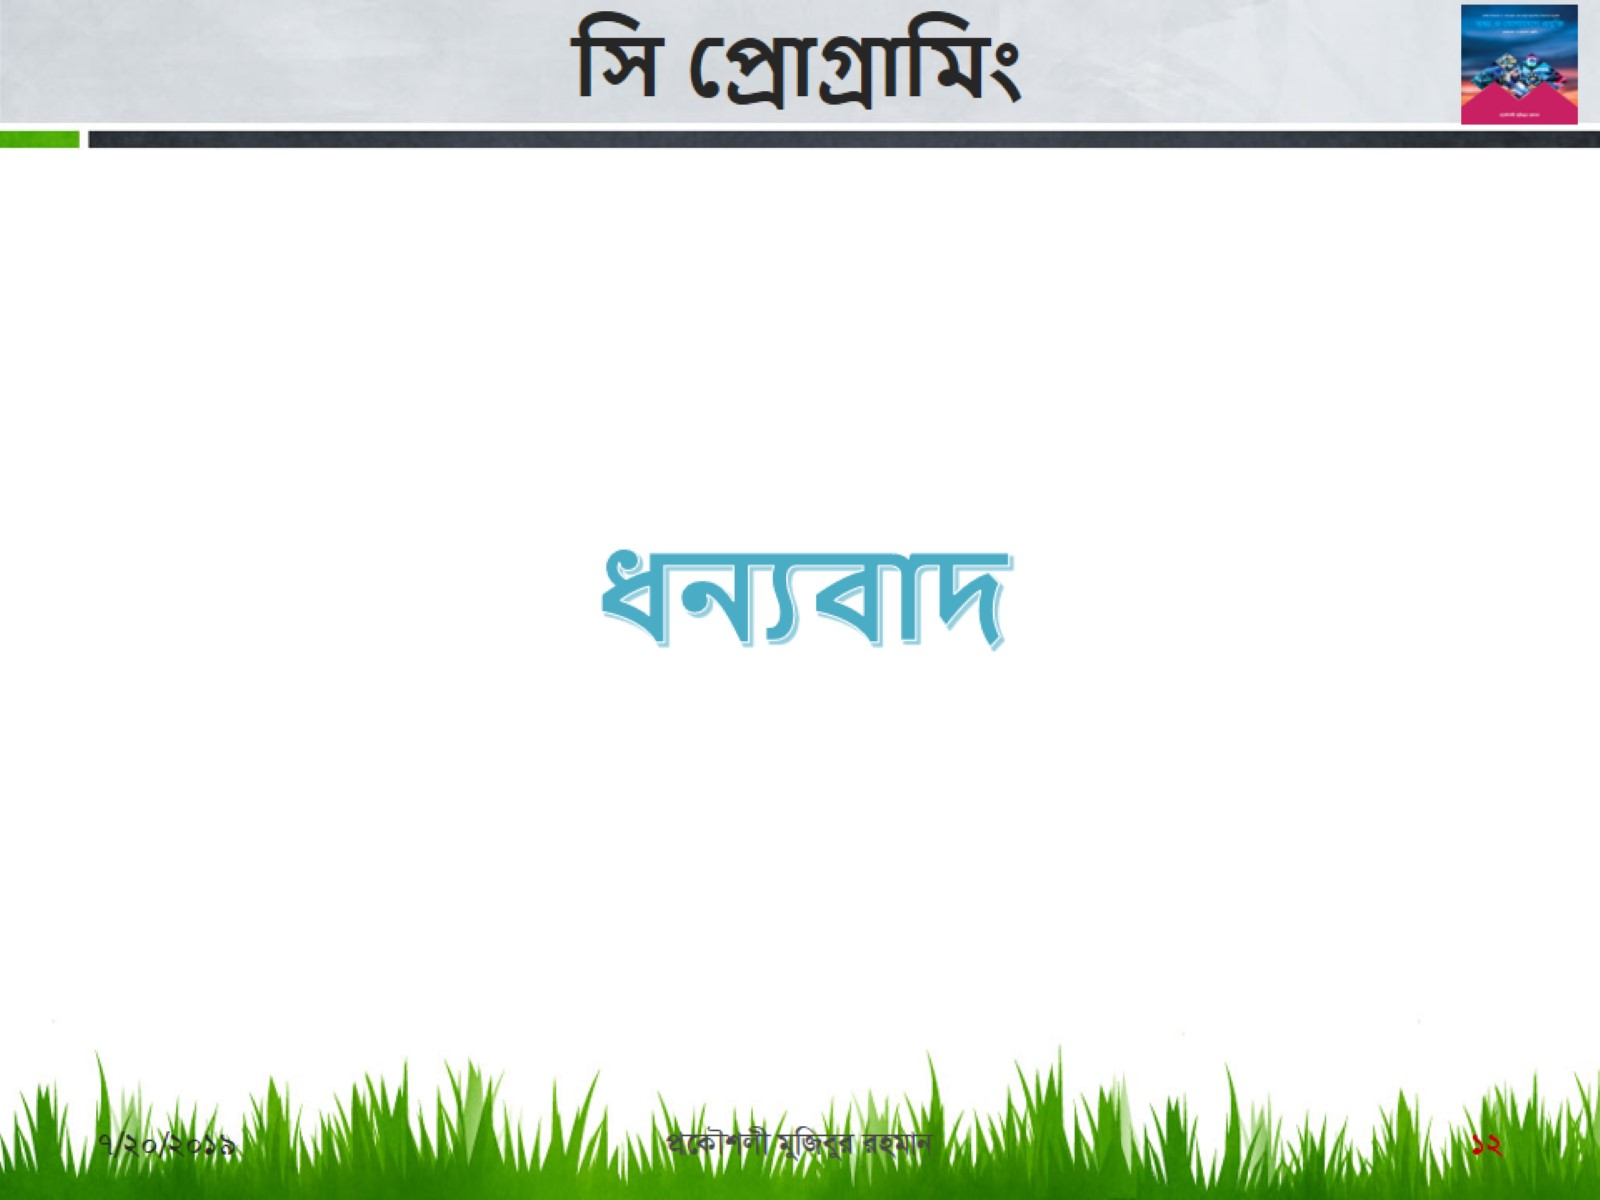 সি প্রোগ্রামিং
ধন্যবাদ
৭/২০/২০১৯
প্রকৌশলী মুজিবুর রহমান
১২